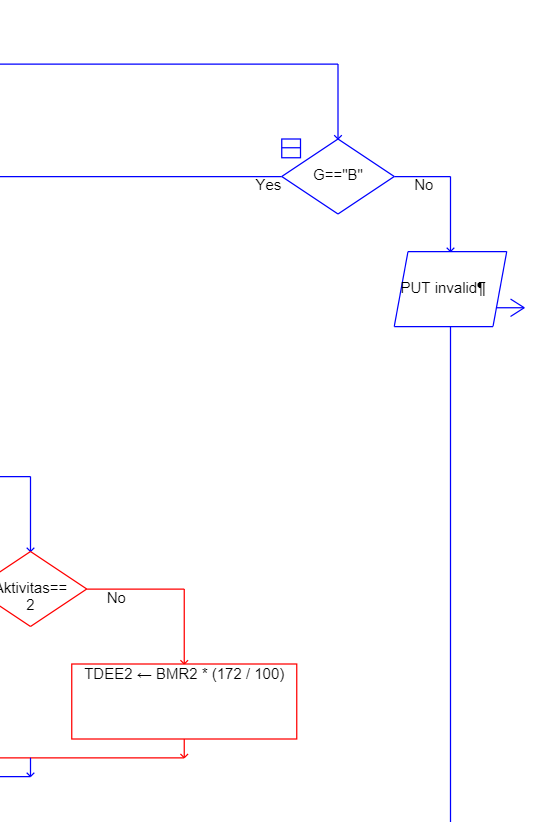 G=="B"
Yes
No
PUT invalid¶
Aktivitas==
2
No
TDEE2 ← BMR2 * (172 / 100)